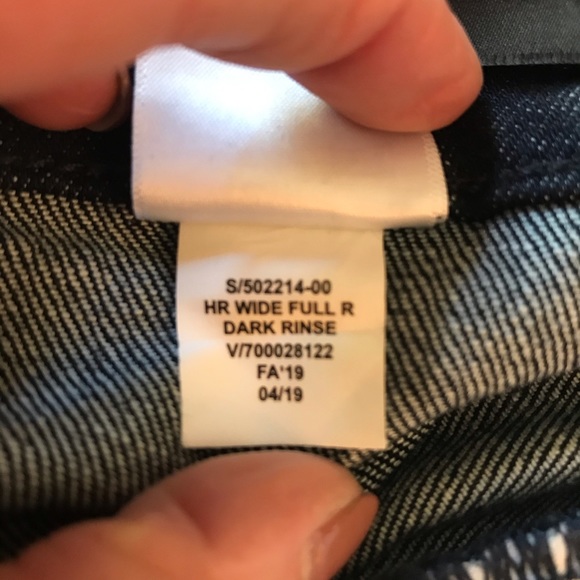 S/502214-00
HR WIDE FULL R
DARK RINSE
V/700028122
FA'19
04/19